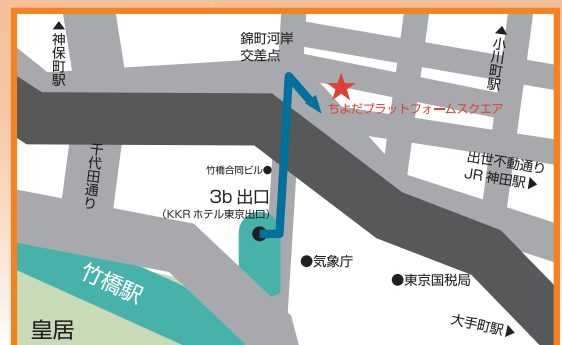 ▲神保町駅
錦町河岸
交差点
▲小川町駅
ちよだプラットフォームスクエア
千代田通り
出世不動通り
JR 神田駅▶
竹橋合同ビル●
3b 出口
(KKR ホテル東京出口)
●気象庁
●東京国税局
竹橋駅
大手町駅▶
皇居